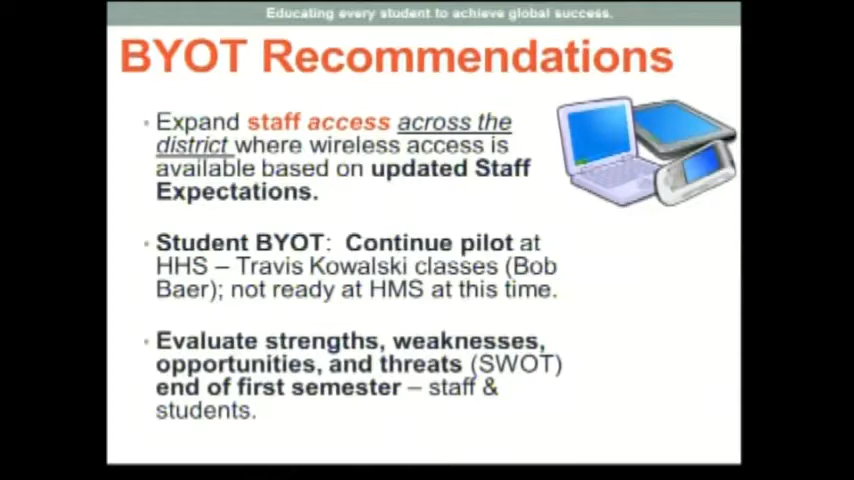 Educating every student to achieve global success.
BYOT Recommendations
• Expand staff access across the
district where wireless access is
available based on updated Staff
Expectations.
• Student BYOT: Continue pilot at
HHS – Travis Kowalski classes (Bob
Baer); not ready at HMS at this time.
• Evaluate strengths, weaknesses,
opportunities, and threats (SWOT)
end of first semester – staff &
students.